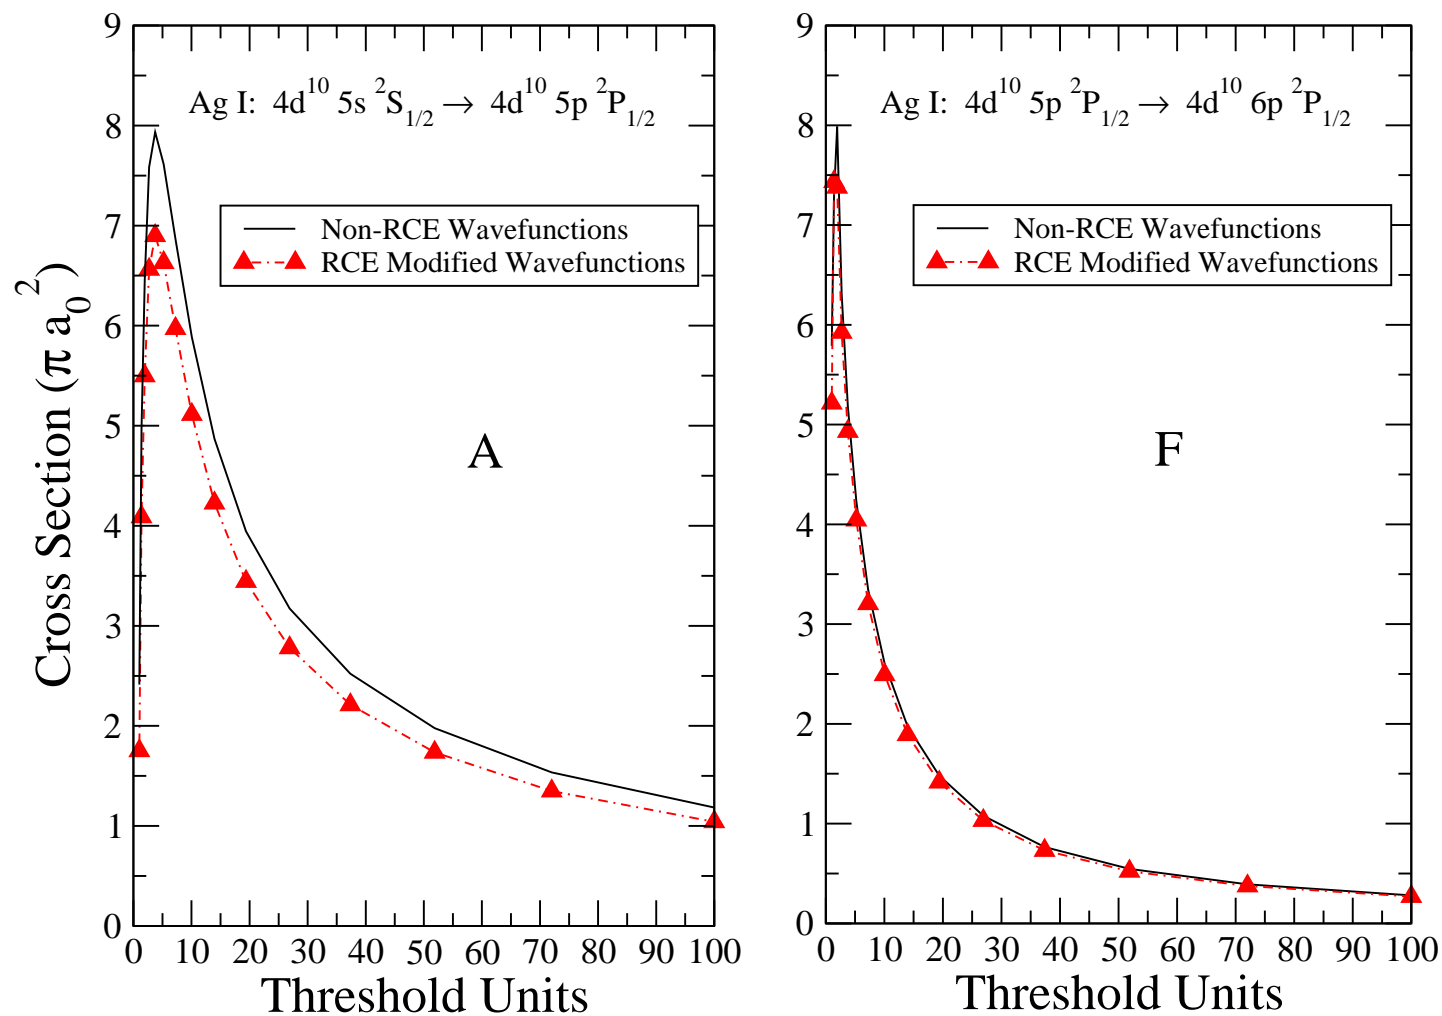 Ag I: 4d¹⁰ 5s ²S₁/₂ → 4d¹⁰ 5p ²P₁/₂
Non-RCE Wavefunctions
RCE Modified Wavefunctions
A
Cross Section (π a₀²)
9
8
7
6
5
4
3
2
1
0
0 10 20 30 40 50 60 70 80 90 100
Threshold Units
Ag I: 4d¹⁰ 5p ²P₁/₂ → 4d¹⁰ 6p ²P₁/₂
Non-RCE Wavefunctions
RCE Modified Wavefunctions
F
9
8
7
6
5
4
3
2
1
0
0 10 20 30 40 50 60 70 80 90 100
Threshold Units